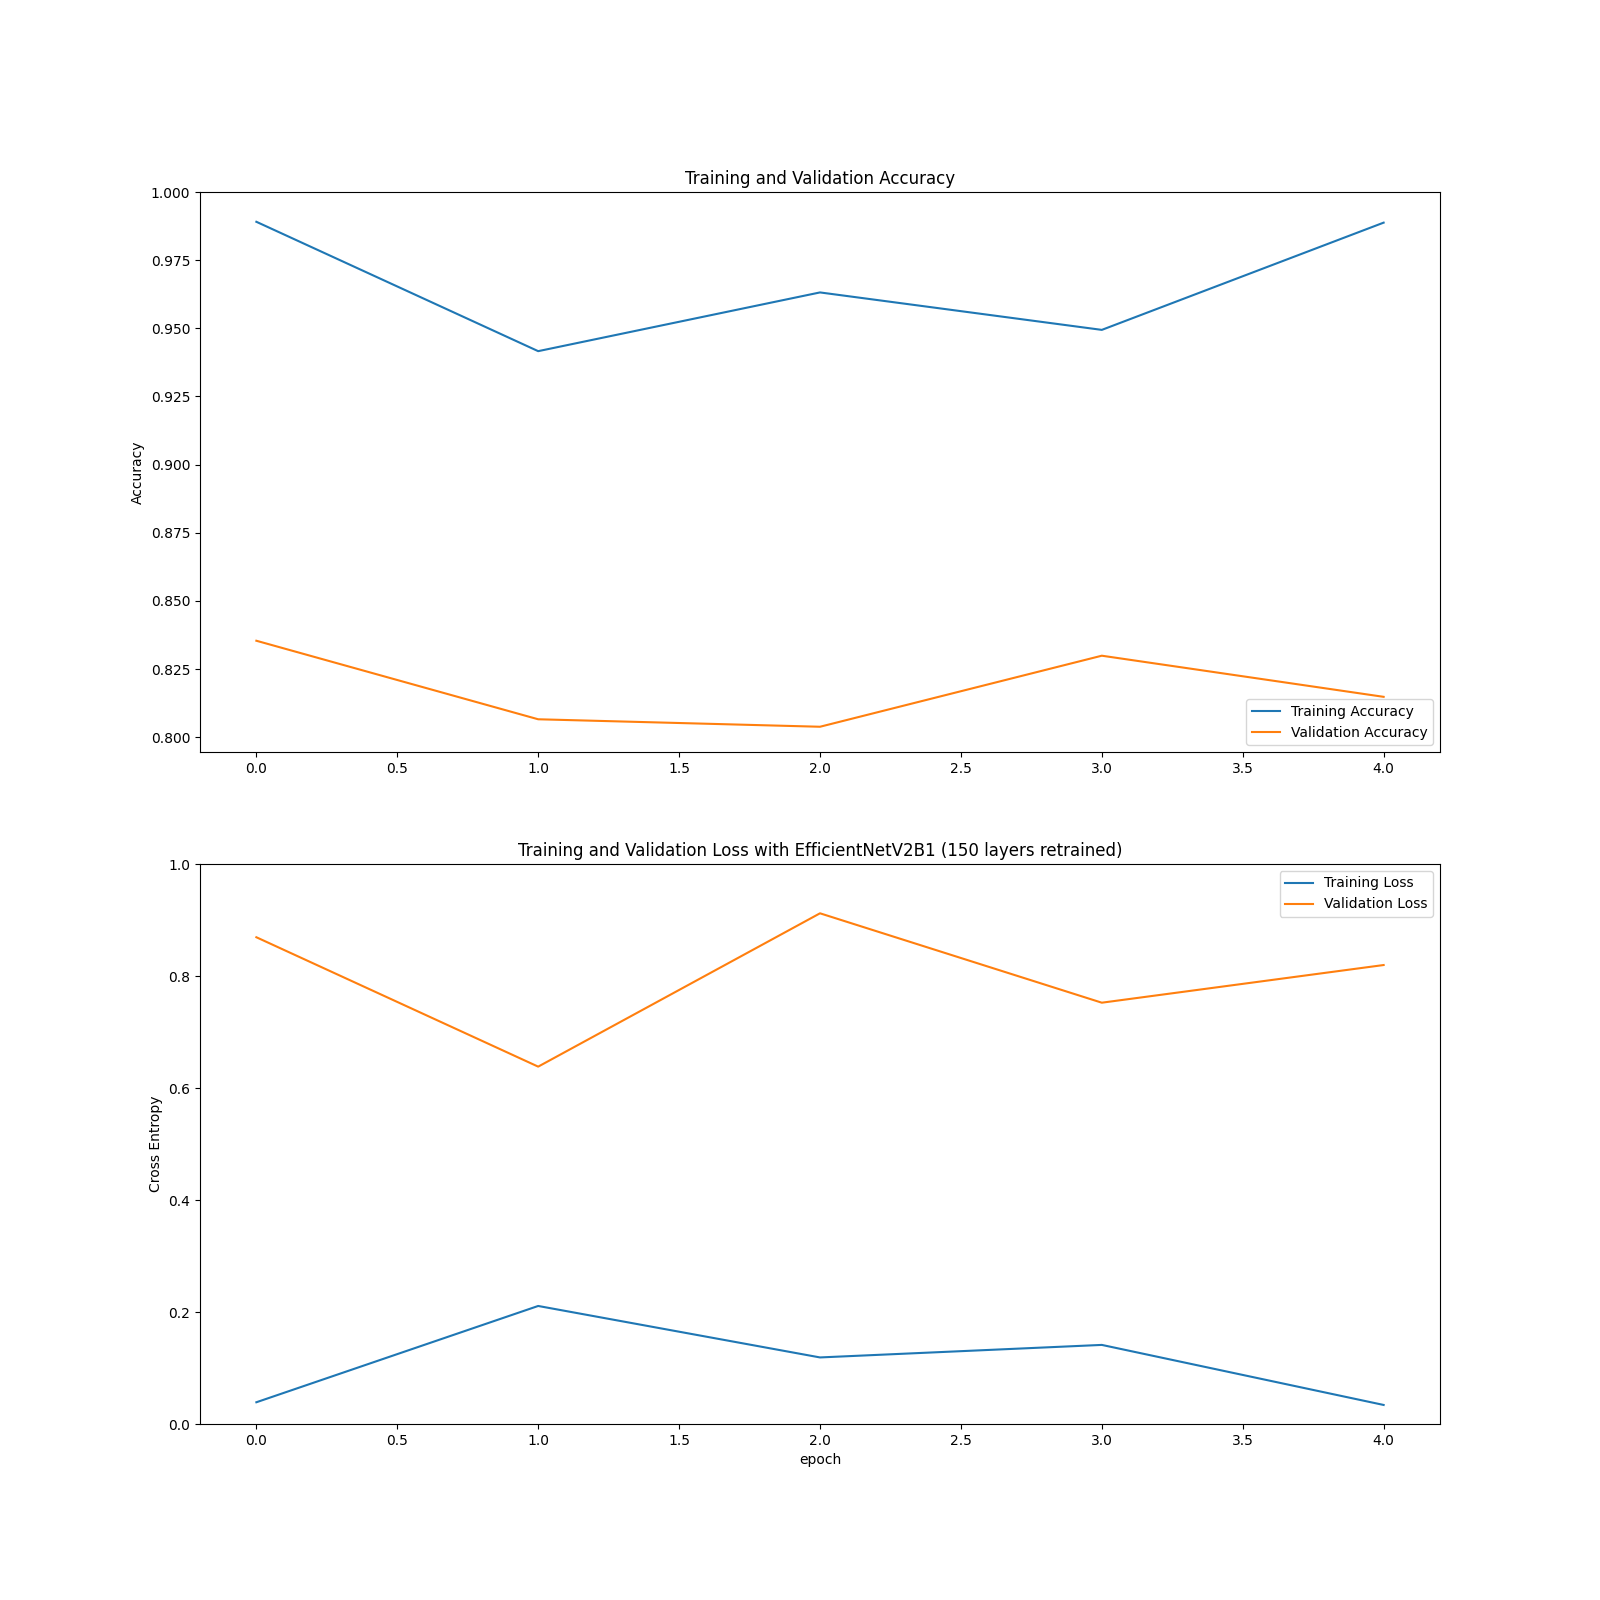 Training and Validation Accuracy
1.000
0.975
0.950
0.925
0.900
0.875
0.850
0.825
0.800
Accuracy
Training Accuracy
Validation Accuracy
0.0 0.5 1.0 1.5 2.0 2.5 3.0 3.5 4.0
Training and Validation Loss with EfficientNetV2B1 (150 layers retrained)
1.0
0.8
0.6
0.4
0.2
0.0
Cross Entropy
Training Loss
Validation Loss
0.0 0.5 1.0 1.5 2.0 2.5 3.0 3.5 4.0
epoch